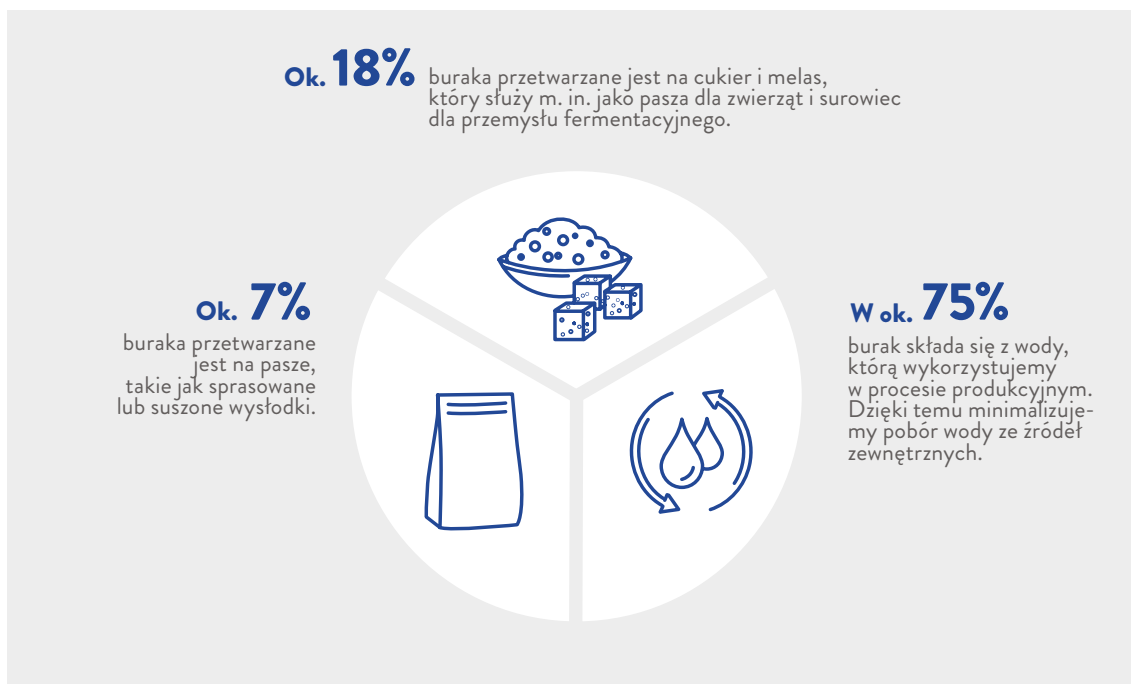 Ok. 18% buraka przetwarzane jest na cukier i melas,
który służy m. in. jako pasza dla zwierząt i surowiec
dla przemysłu fermentacyjnego.
Ok. 7%
buraka przetwarzane
jest na pasze,
takie jak sprasowane
lub suszone wysłodki.
W ok. 75%
burak składa się z wody,
którą wykorzystujemy
w procesie produkcyjnym.
Dzięki temu minimalizuje-
my pobór wody ze źródeł
zewnętrznych.